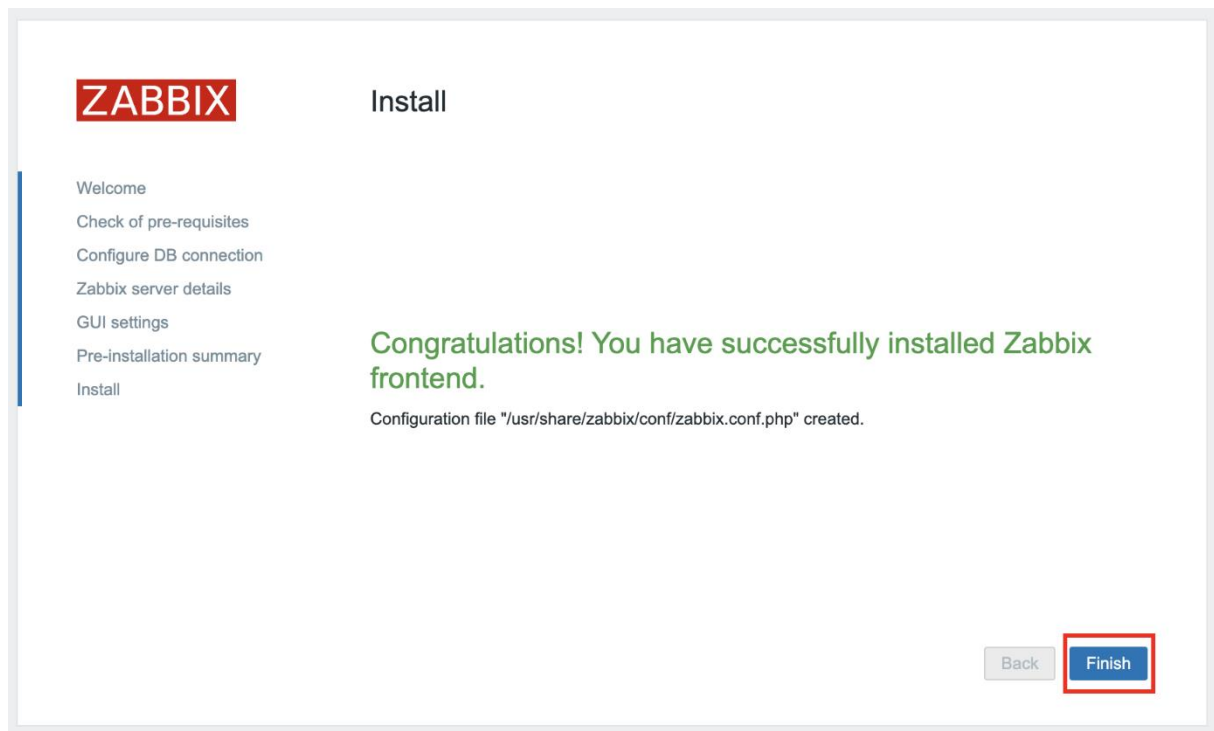 ZABBIX
Install
Welcome
Check of pre-requisites
Configure DB connection
Zabbix server details
GUI settings
Pre-installation summary
Install
Congratulations! You have successfully installed Zabbix
frontend.
Configuration file "/usr/share/zabbix/conf/zabbix.conf.php" created.
Back
Finish